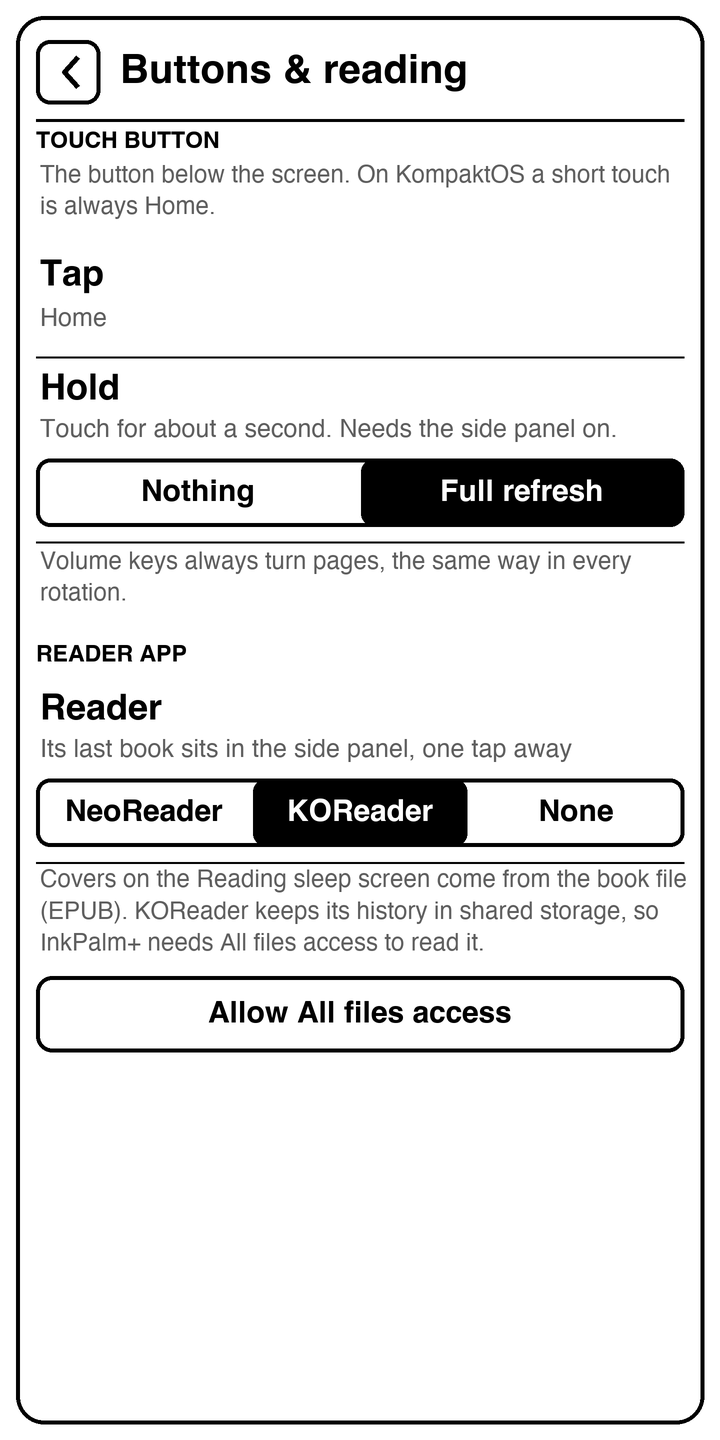 Buttons & reading
TOUCH BUTTON
The button below the screen. On KompaktOS a short touch
is always Home.
Tap
Home
Hold
Touch for about a second. Needs the side panel on.
Nothing
Full refresh
Volume keys always turn pages, the same way in every
rotation.
READER APP
Reader
Its last book sits in the side panel, one tap away
NeoReader
KOReader
None
Covers on the Reading sleep screen come from the book file
(EPUB). KOReader keeps its history in shared storage, so
InkPalm+ needs All files access to read it.
Allow All files access